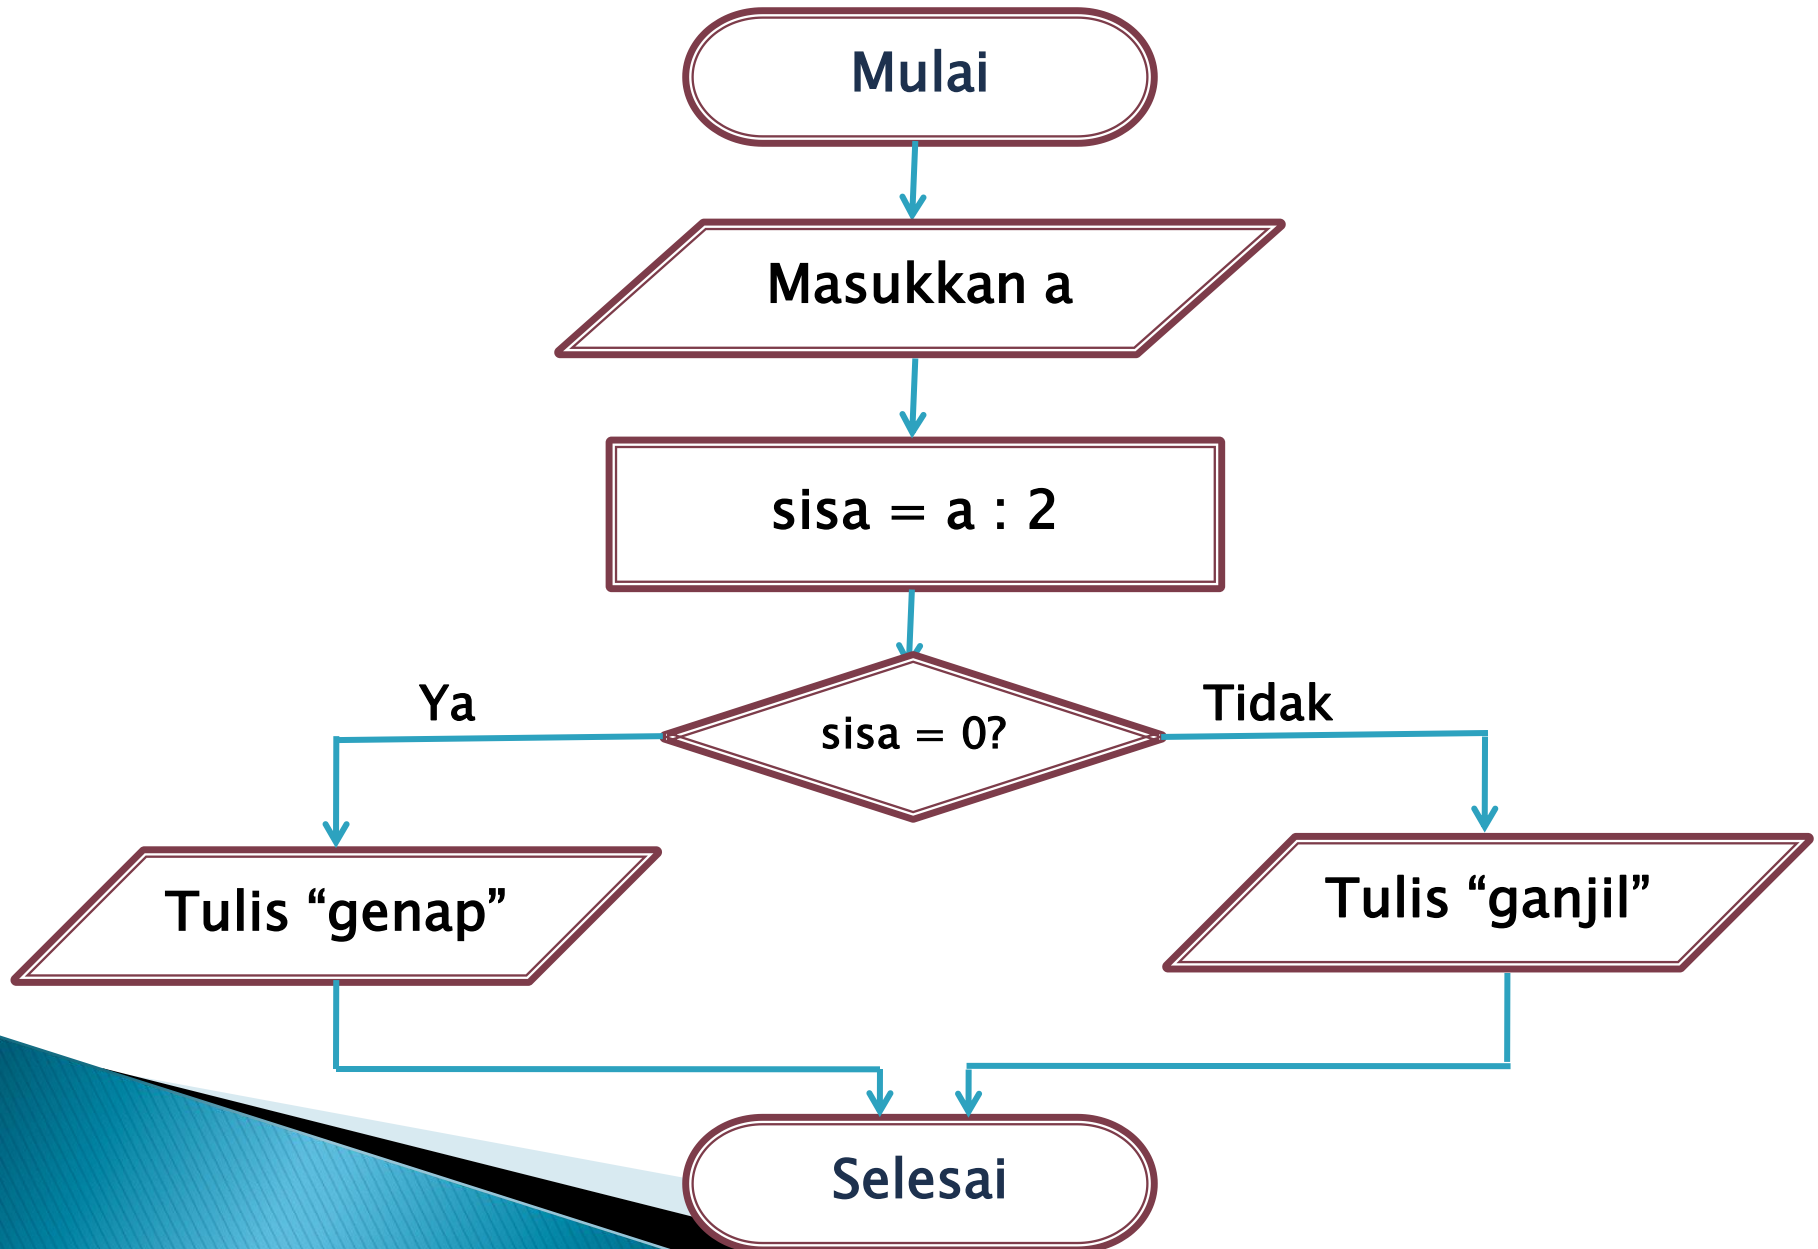 Mulai
Masukkan a
sisa = a : 2
Ya
sisa = 0?
Tidak
Tulis “genap”
Tulis “ganjil”
Selesai